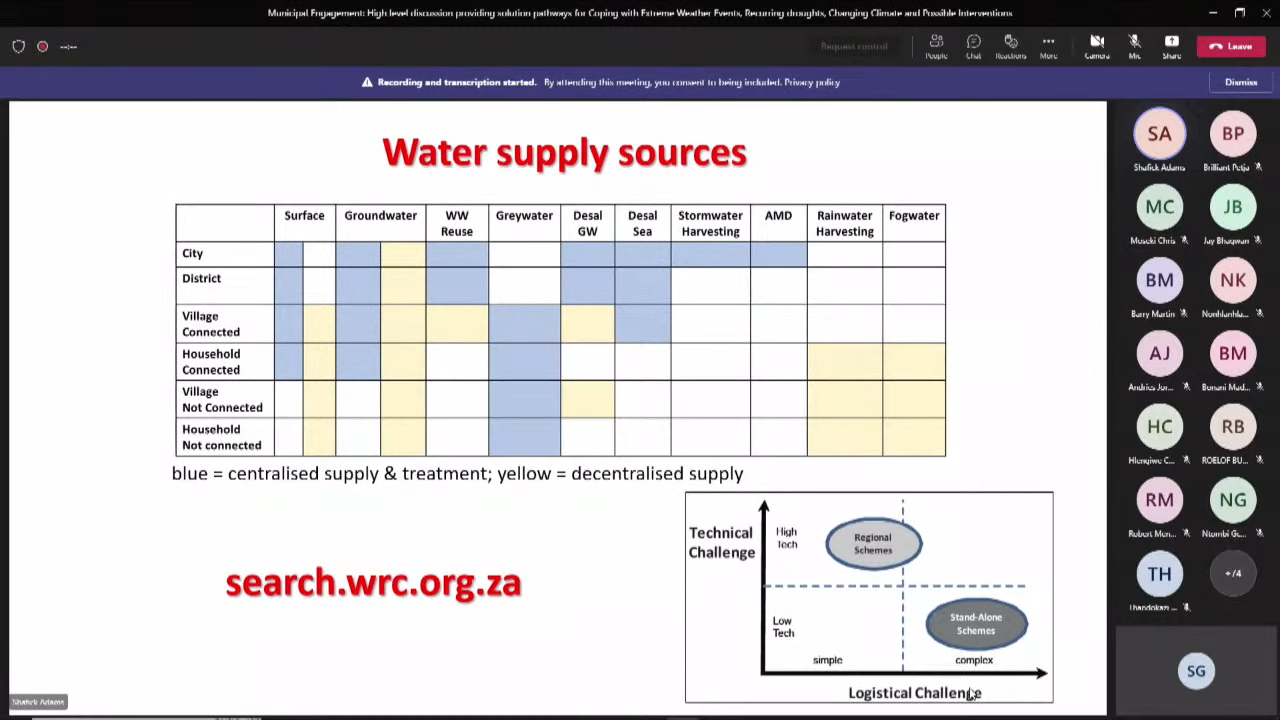 Municipal Engagement: High level discussion providing solution pathways for Coping with Extreme Weather Events, Recurring droughts, Changing Climate and Possible Interventions
--:--
Request control
People
Chat
Reactions
More
Camera
Mic
Share
Leave
Recording and transcription started. By attending this meeting, you consent to being included. Privacy policy
Dismiss
Water supply sources
Surface
Groundwater
WW
Reuse
Greywater
Desal
GW
Desal
Sea
Stormwater
Harvesting
AMD
Rainwater
Harvesting
Fogwater
City
District
Village
Connected
Household
Connected
Village
Not Connected
Household
Not connected
blue = centralised supply & treatment; yellow = decentralised supply
search.wrc.org.za
Technical
Challenge
High
Tech
Regional
Schemes
Low
Tech
Stand-Alone
Schemes
simple
complex
Logistical Challenge
Shafick Adams
SA
BP
Shafick Adams
Brilliant Petja
MC
JB
Moseki Chris
Jay Bhagwan
BM
NK
Barry Martin
Nonhlanhla...
AJ
BM
Andries Jor...
Bonani Mad...
HC
RB
Hlengiwe C...
ROELOF BU...
RM
NG
Robert Men...
Ntombi Gc...
TH
+/4
Thandokazi ...
SG